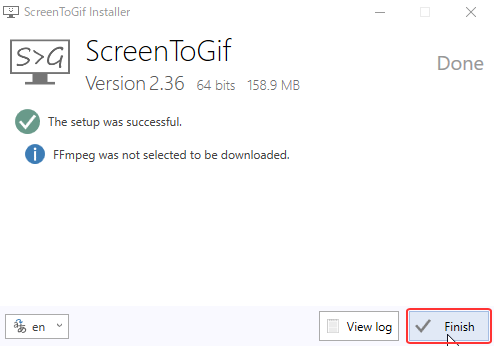 ScreenToGif Installer
S>G
ScreenToGif
Version 2.36 64 bits 158.9 MB
Done
The setup was successful.
FFmpeg was not selected to be downloaded.
en
View log
Finish